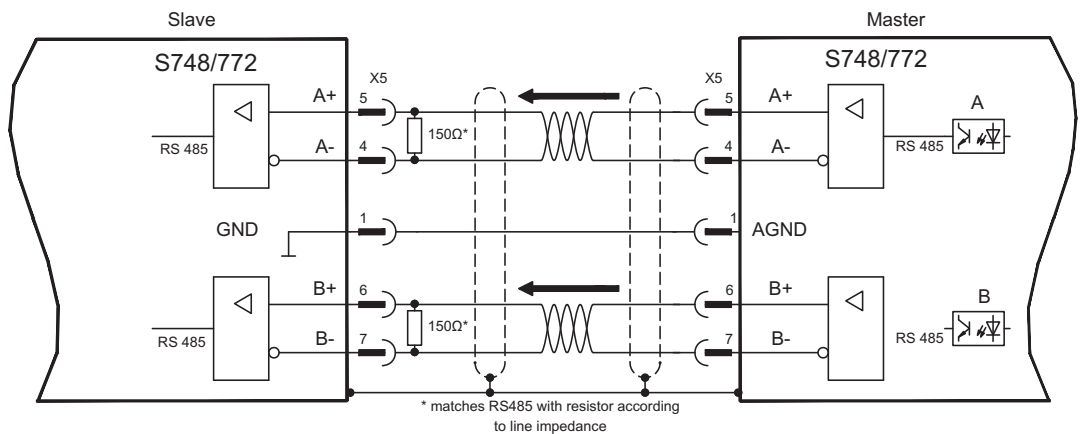 Slave
Master
S748/772
S748/772
X5
X5
A+
5
5
A+
A
150Ω*
RS 485
A-
4
4
A-
RS 485
GND
1
1
AGND
B+
6
6
B+
B
150Ω*
RS 485
B-
7
7
B-
RS 485
* matches RS485 with resistor according
to line impedance